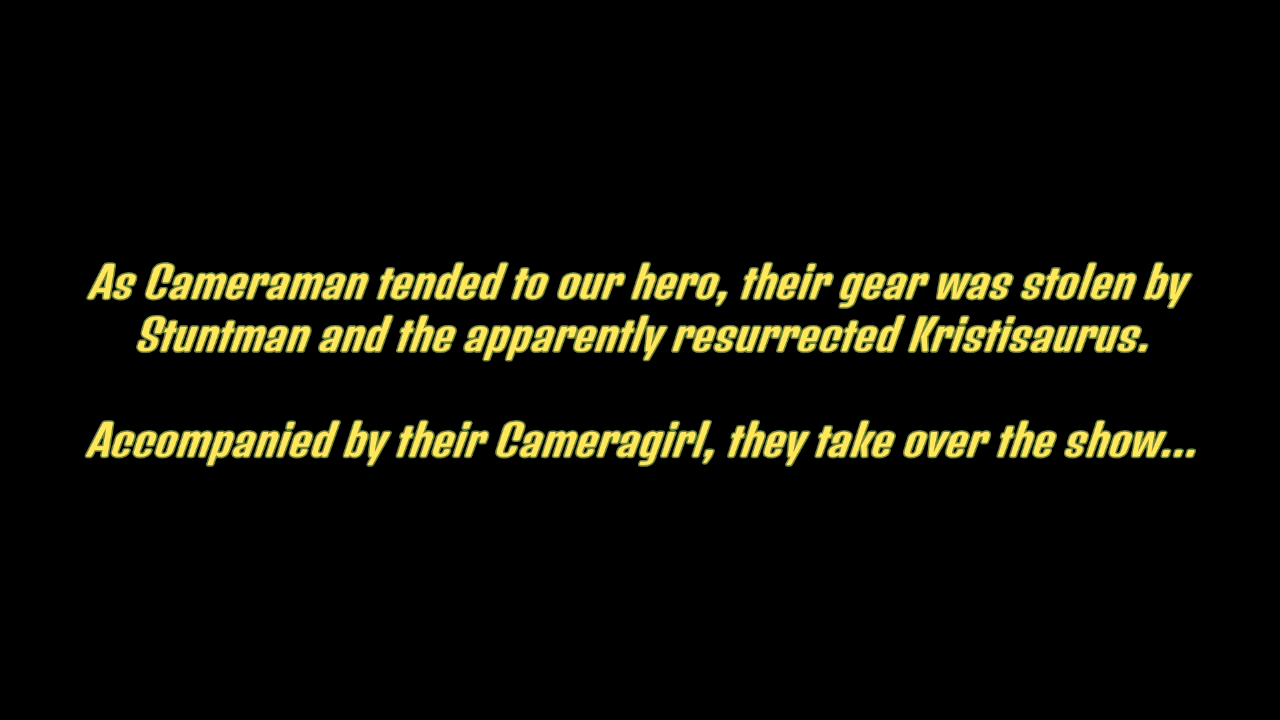 As Cameraman tended to our hero, their gear was stolen by
Stuntman and the apparently resurrected Kristisaurus.
Accompanied by their Cameragirl, they take over the show...